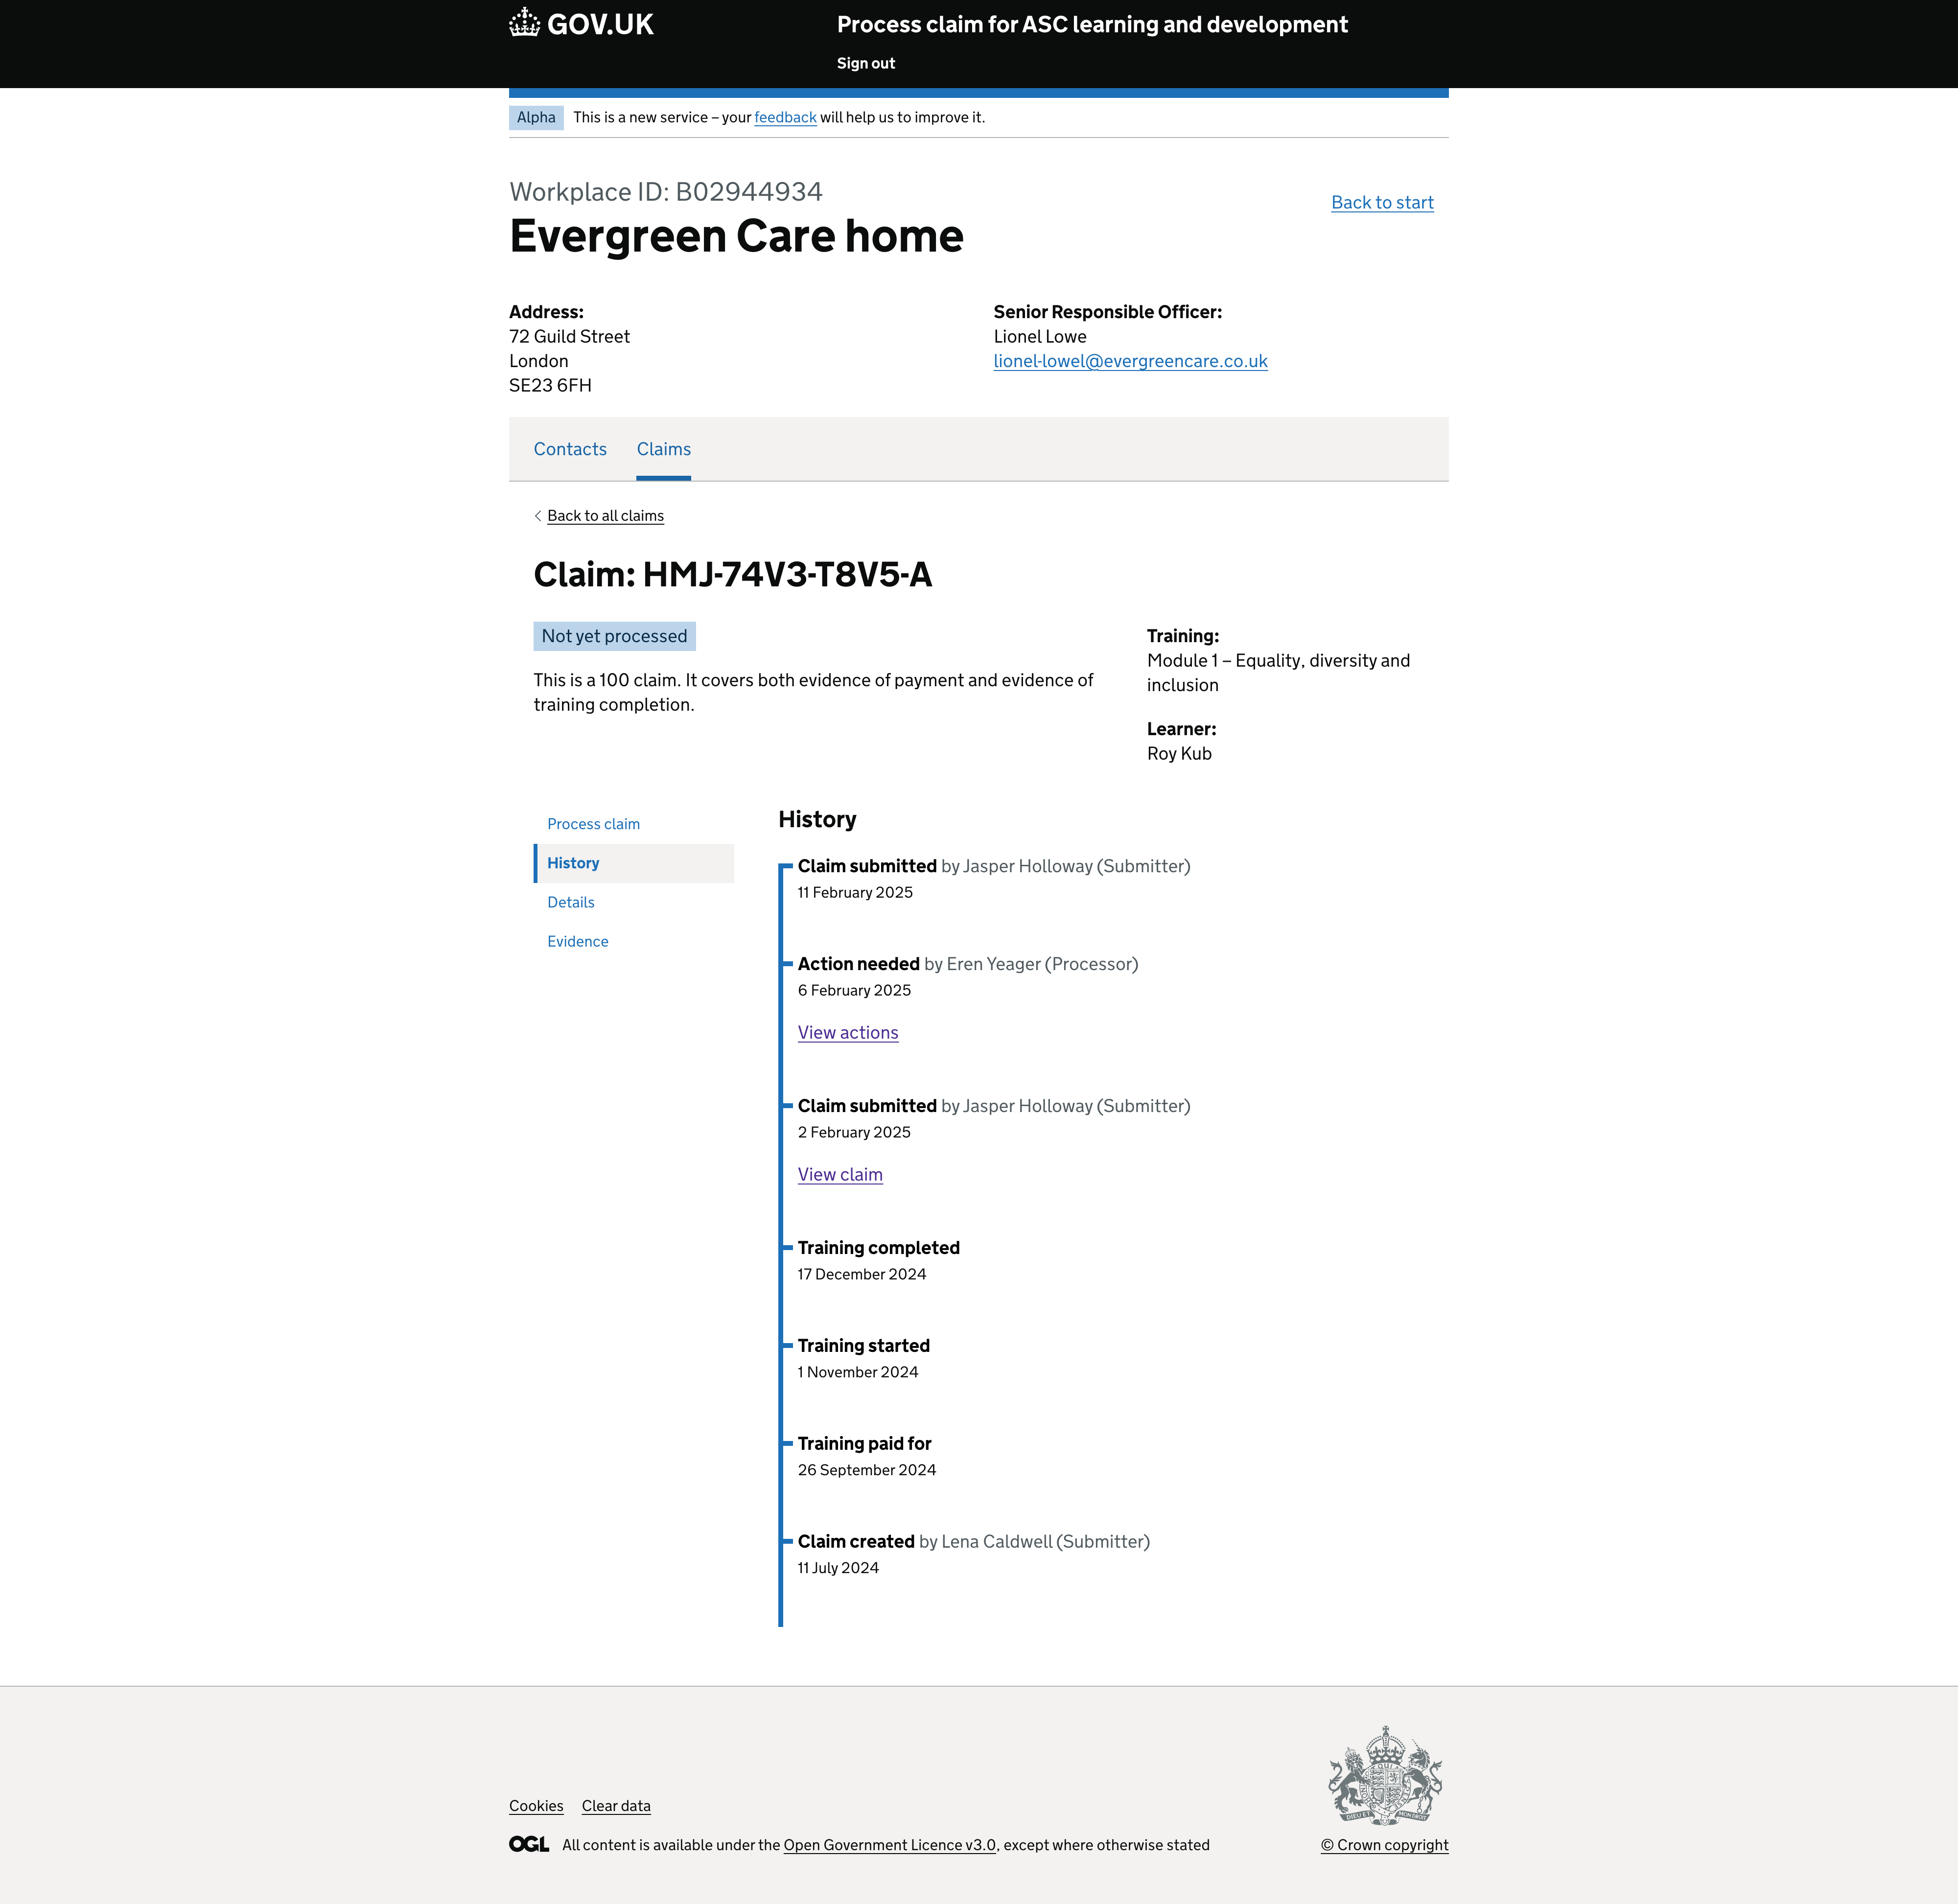 GOV.UK
Process claim for ASC learning and development
Sign out
Alpha
This is a new service – your feedback will help us to improve it.
Workplace ID: B02944934
Back to start
Evergreen Care home
Address:
72 Guild Street
London
SE23 6FH
Senior Responsible Officer:
Lionel Lowe
lionel-lowel@evergreencare.co.uk
Contacts
Claims
Back to all claims
Claim: HMJ-74V3-T8V5-A
Not yet processed
This is a 100 claim. It covers both evidence of payment and evidence of
training completion.
Training:
Module 1 – Equality, diversity and
inclusion
Learner:
Roy Kub
Process claim
History
Details
Evidence
History
Claim submitted by Jasper Holloway (Submitter)
11 February 2025
Action needed by Eren Yeager (Processor)
6 February 2025
View actions
Claim submitted by Jasper Holloway (Submitter)
2 February 2025
View claim
Training completed
17 December 2024
Training started
1 November 2024
Training paid for
26 September 2024
Claim created by Lena Caldwell (Submitter)
11 July 2024
Cookies
Clear data
OGL
All content is available under the Open Government Licence v3.0, except where otherwise stated
DIEU ET MON DROIT
© Crown copyright